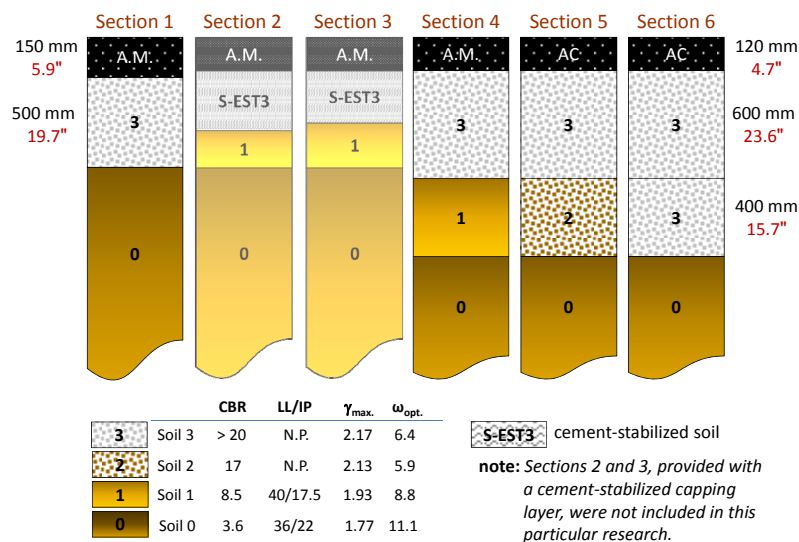 Section 1 Section 2 Section 3 Section 4 Section 5 Section 6
150 mm
5.9"
A.M. A.M. A.M. A.M. AC AC
120 mm
4.7"
500 mm
19.7"
3 S-EST3 S-EST3 3 3 3
600 mm
23.6"
1 1
1 2 3
400 mm
15.7"
0 0 0 0 0 0
CBR LL/IP γmax. ωopt.
3 Soil 3 > 20 N.P. 2.17 6.4
2 Soil 2 17 N.P. 2.13 5.9
1 Soil 1 8.5 40/17.5 1.93 8.8
0 Soil 0 3.6 36/22 1.77 11.1
S-EST3 cement-stabilized soil
note: Sections 2 and 3, provided with
a cement-stabilized capping
layer, were not included in this
particular research.